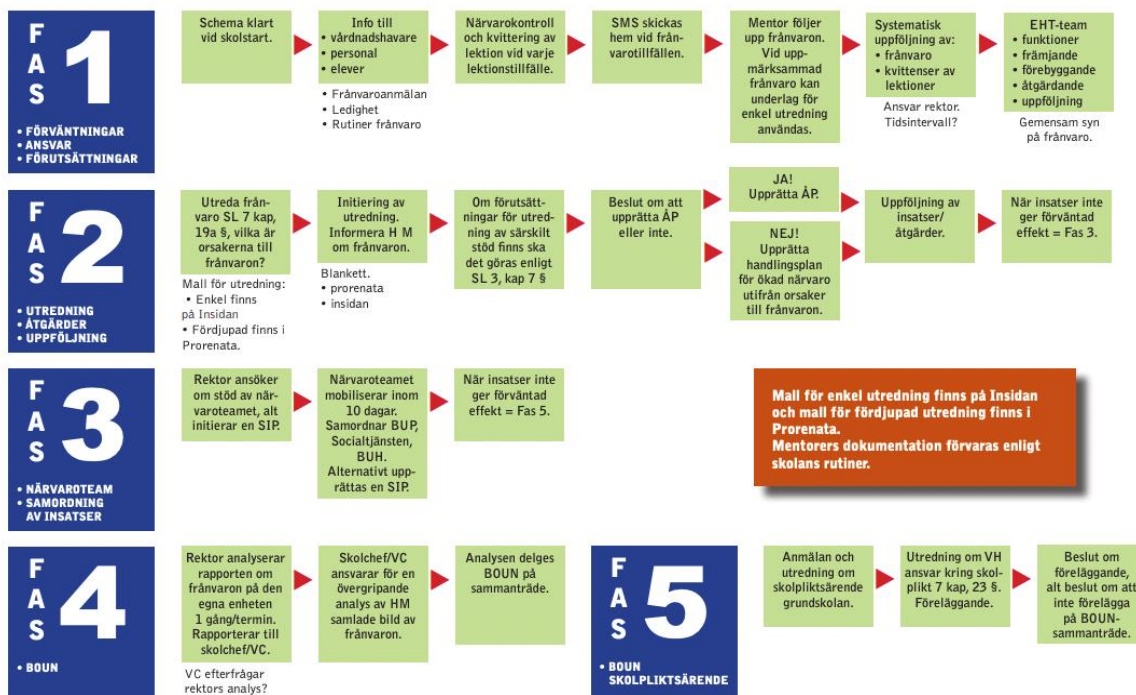 FAS 1
• FÖRVÄNTNINGAR
• ANSVAR
• FÖRUTSÄTTNINGAR
Schema klart
vid skolstart.
Info till
• vårdnadshavare
• personal
• elever
• Frånvaroanmälan
• Ledighet
• Rutiner frånvaro
Närvarokontroll
och kvittering av
lektion vid varje
lektionstillfälle.
SMS skickas
hem vid från-
varotillfällen.
Mentor följer
upp frånvaron.
Vid upp-
märksammad
frånvaro kan
underlag för
enkel utredning
användas.
Systematisk
uppföljning av:
• frånvaro
• kvittenser av
lektioner
Ansvar rektor.
Tidsintervall?
EHT-team
• funktioner
• främjande
• förebyggande
• åtgärdande
• uppföljning
Gemensam syn
på frånvaro.
FAS 2
• UTREDNING
• ÅTGÄRDER
• UPPFÖLJNING
Utreda från-
varo SL 7 kap,
19a §, vilka är
orsakerna till
frånvaron?
Mall för utredning:
• Enkel finns
på Insidan
• Fördjupad finns i
Prorenata.
Initiering av
utredning.
Informera H M
om frånvaron.
Blankett.
• prorenata
• insidan
Om förutsätt-
ningar för utred-
ning av särskilt
stöd finns ska
det göras enligt
SL 3, kap 7 §
Beslut om att
upprätta ÅP
eller inte.
JA!
Upprätta ÅP.
NEJ!
Upprätta
handlingsplan
för ökad närvaro
utifrån orsaker
till frånvaron.
Uppföljning av
insatser/
åtgärder.
När insatser inte
ger förväntad
effekt = Fas 3.
FAS 3
• NÄRVAROTEAM
• SAMORDNING
AV INSATSER
Rektor ansöker
om stöd av när-
varoteamet, alt
initierar en SIP.
Närvaroteamet
mobiliserar inom
10 dagar.
Samordnar BUP,
Socialtjänsten,
BUH.
Alternativt upp-
rättas en SIP.
När insatser inte
ger förväntad
effekt = Fas 5.
Mall för enkel utredning finns på Insidan
och mall för fördjupad utredning finns i
Prorenata.
Mentorers dokumentation förvaras enligt
skolans rutiner.
FAS 4
• BOUN
Rektor analyserar
rapporten om
frånvaron på den
egna enheten
1 gång/termin.
Rapporterar till
skolchef/VC.
VC efterfrågar
rektors analys?
Skolchef/VC
ansvarar för en
övergripande
analys av HM
samlade bild av
frånvaron.
Analysen delges
BOUN på
sammanträde.
FAS 5
• BOUN
SKOLPLIKTSÄRENDE
Anmälan och
utredning om
skolpliktsärende
grundskolan.
Utredning om VH
ansvar kring skol-
plikt 7 kap, 23 §.
Föreläggande.
Beslut om
föreläggande,
alt beslut om att
inte förelägga
på BOUN-
sammanträde.